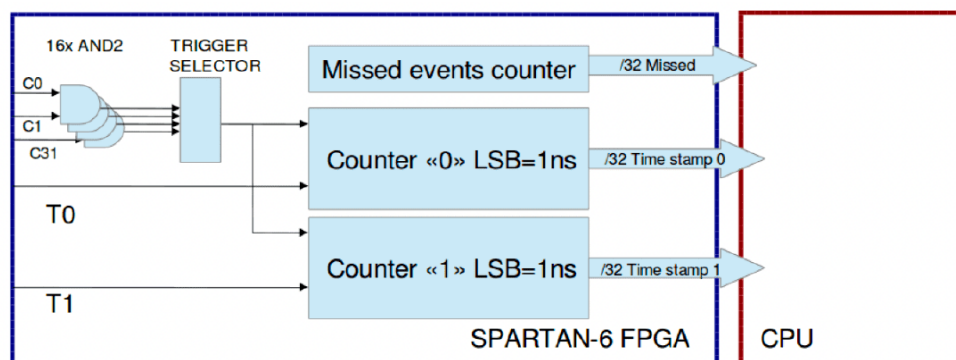 16x AND2
TRIGGER
SELECTOR
C0
C1
C31
T0
T1
Missed events counter
/32 Missed
Counter «0» LSB=1ns
/32 Time stamp 0
Counter «1» LSB=1ns
/32 Time stamp 1
SPARTAN-6 FPGA
CPU